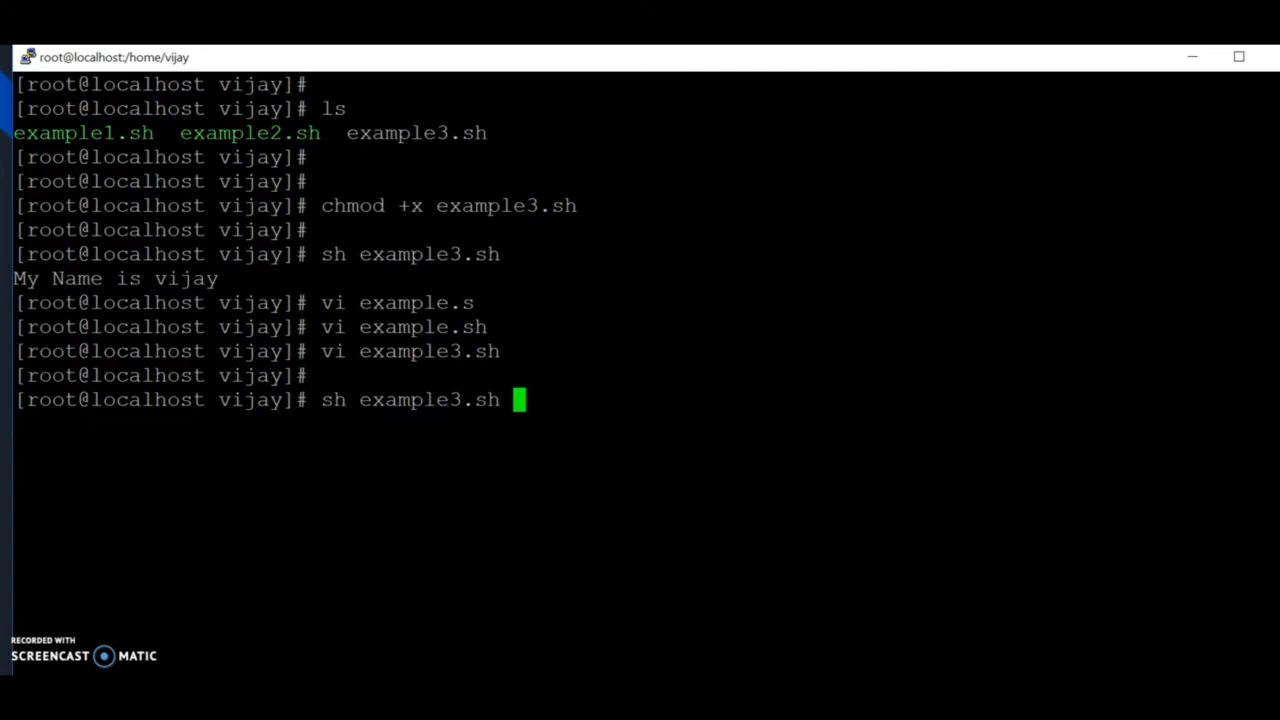 root@localhost:/home/vijay
[root@localhost vijay]#
[root@localhost vijay]# ls
example1.sh  example2.sh  example3.sh
[root@localhost vijay]#
[root@localhost vijay]#
[root@localhost vijay]# chmod +x example3.sh
[root@localhost vijay]#
[root@localhost vijay]# sh example3.sh
My Name is vijay
[root@localhost vijay]# vi example.s
[root@localhost vijay]# vi example.sh
[root@localhost vijay]# vi example3.sh
[root@localhost vijay]#
[root@localhost vijay]# sh example3.sh
RECORDED WITH
SCREENCAST MATIC